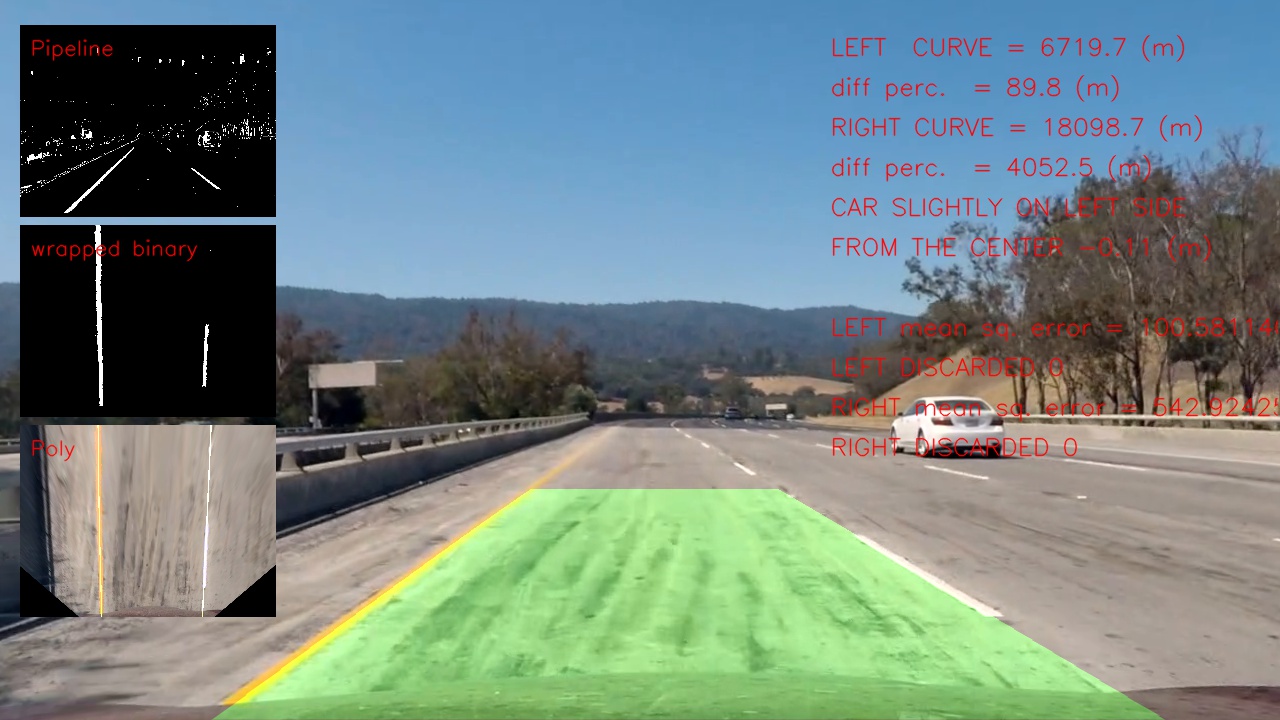 Pipeline
wrapped binary
Poly
LEFT CURVE = 6719.7 (m)
diff perc. = 89.8 (m)
RIGHT CURVE = 18098.7 (m)
diff perc. = 4052.5 (m)
CAR SLIGHTLY ON LEFT SIDE
FROM THE CENTER -0.11 (m)
LEFT mean sq. error = 100.581146
LEFT DISCARDED 0
RIGHT mean sq. error = 542.92425
RIGHT DISCARDED 0